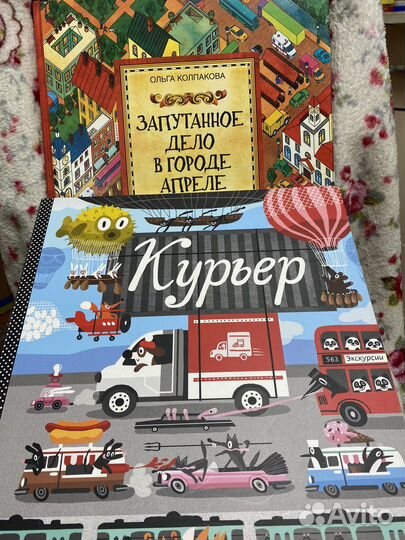 ОЛЬГА КОЛПАКОВА
ЗАПУТАННОЕ
ДЕЛО
В ГОРОДЕ
АПРЕЛЕ
Курьер
563 ЭКСКУРСИИ
Avito